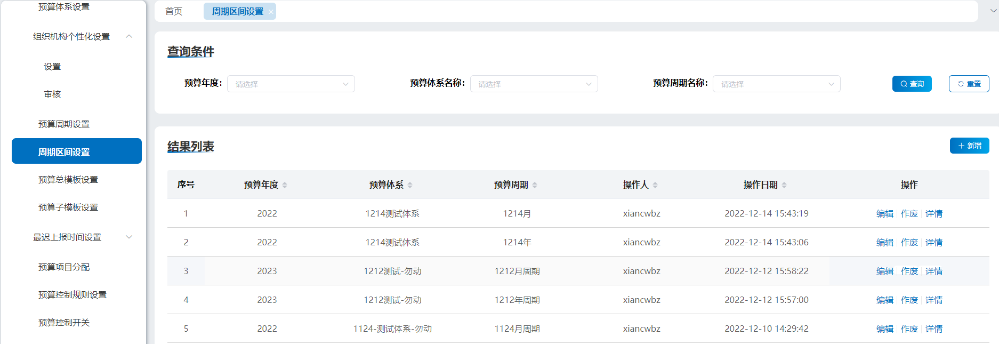 预算体系设置
组织机构个性化设置
设置
审核
预算周期设置
周期区间设置
预算总模板设置
预算子模板设置
最迟上报时间设置
预算项目分配
预算控制规则设置
预算控制开关
首页 周期区间设置 ×
查询条件
预算年度： 请选择 预算体系名称： 请选择 预算周期名称： 请选择 查询 重置
结果列表 + 新增
序号 预算年度 预算体系 预算周期 操作人 操作日期 操作
1 2022 1214测试体系 1214月 xiancwbz 2022-12-14 15:43:19 编辑 作废 详情
2 2022 1214测试体系 1214年 xiancwbz 2022-12-14 15:43:06 编辑 作废 详情
3 2023 1212测试-勿动 1212月周期 xiancwbz 2022-12-12 15:58:22 编辑 作废 详情
4 2023 1212测试-勿动 1212年周期 xiancwbz 2022-12-12 15:57:00 编辑 作废 详情
5 2022 1124-测试体系-勿动 1124月周期 xiancwbz 2022-12-10 14:29:42 编辑 作废 详情